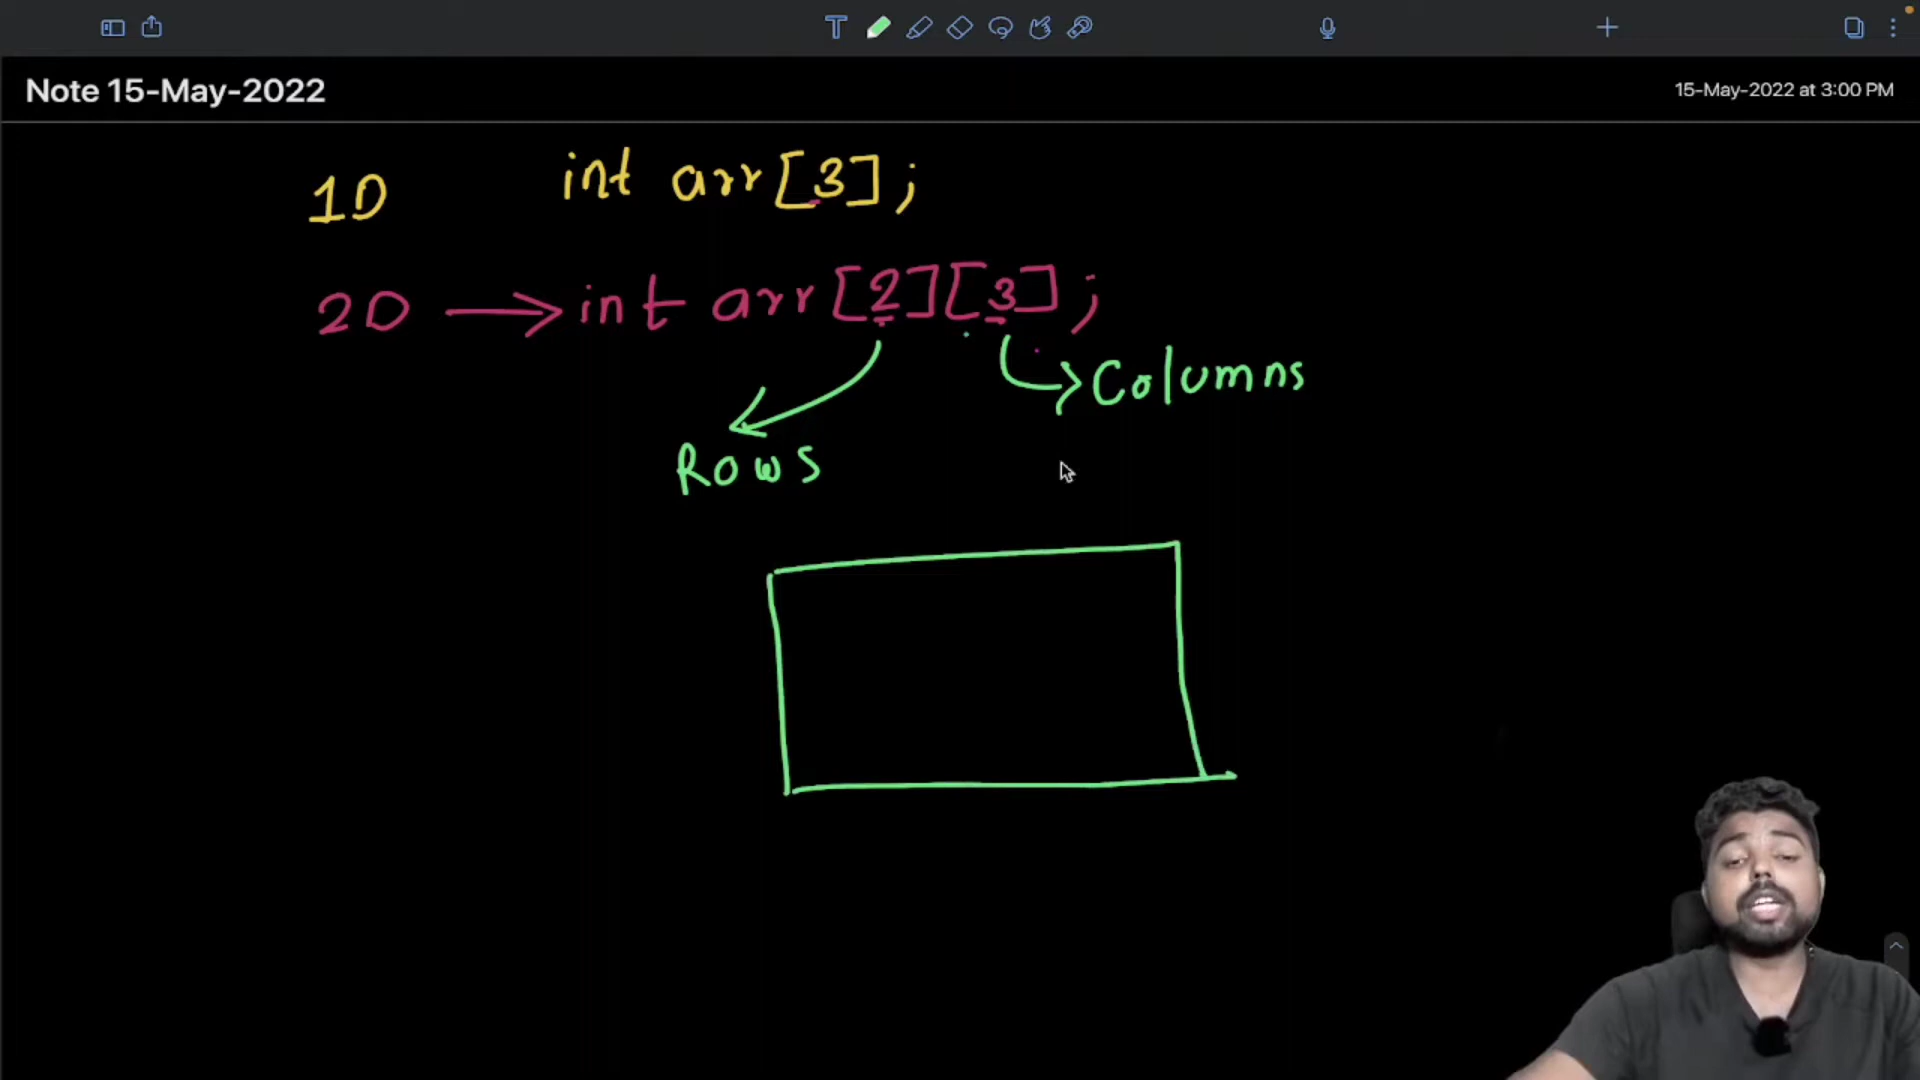 Note 15-May-2022
15-May-2022 at 3:00 PM
1D int arr[3];
2D → int arr[2][3];
Columns
Rows